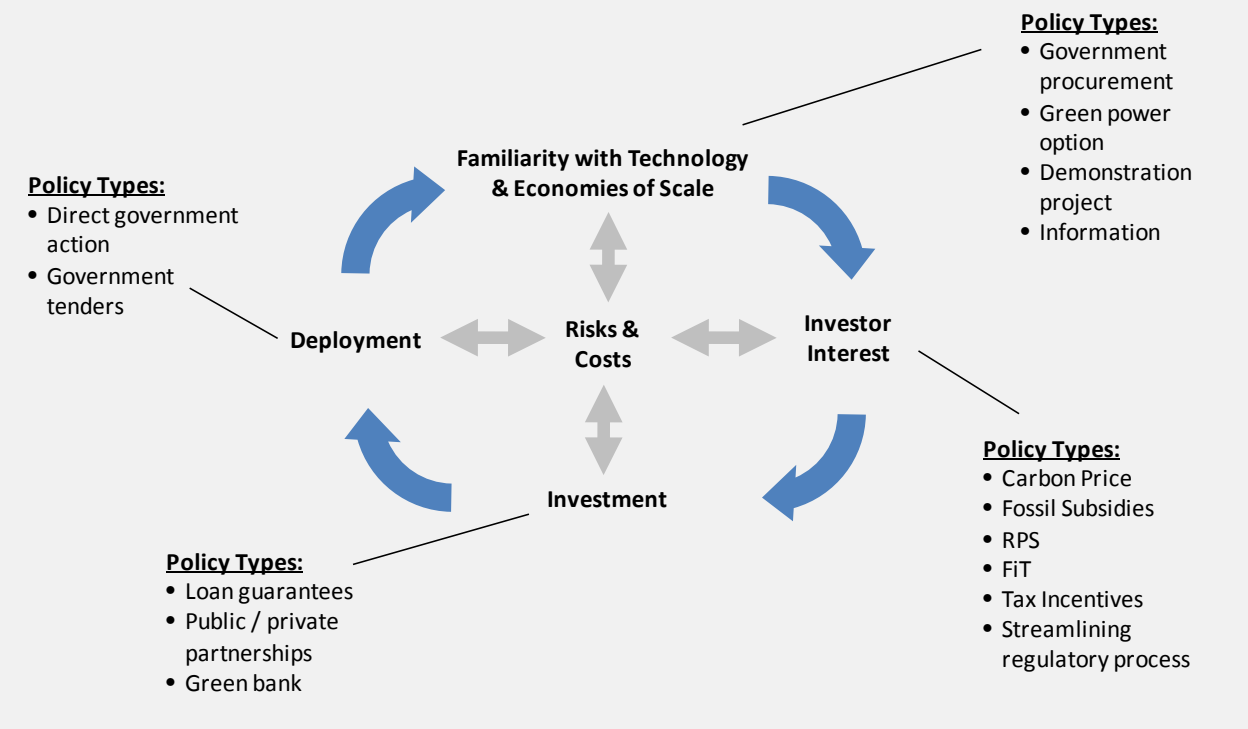 Policy Types:
• Government
procurement
• Green power
option
• Demonstration
project
• Information
Familiarity with Technology
& Economies of Scale
Policy Types:
• Direct government
action
• Government
tenders
Deployment
Risks &
Costs
Investor
Interest
Investment
Policy Types:
• Carbon Price
• Fossil Subsidies
• RPS
• FiT
• Tax Incentives
• Streamlining
regulatory process
Policy Types:
• Loan guarantees
• Public / private
partnerships
• Green bank